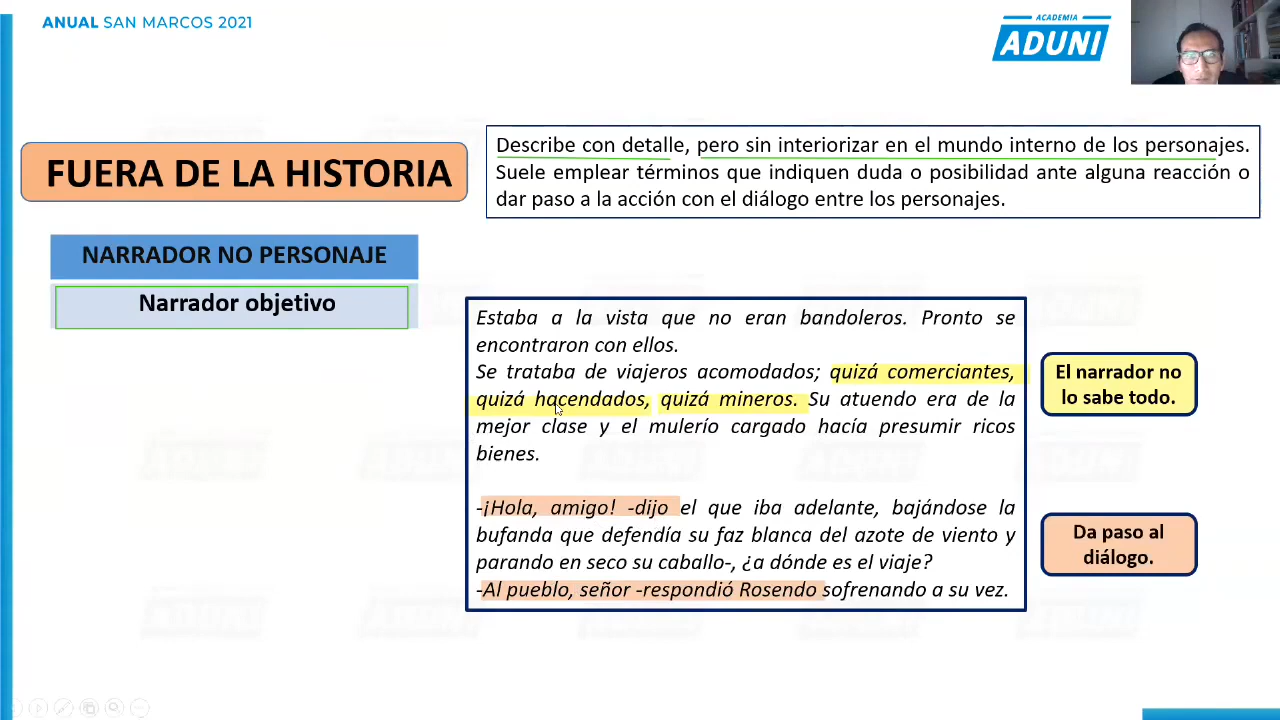 ANUAL SAN MARCOS 2021
ACADEMIA
ADUNI
FUERA DE LA HISTORIA
Describe con detalle, pero sin interiorizar en el mundo interno de los personajes.
Suele emplear términos que indiquen duda o posibilidad ante alguna reacción o
dar paso a la acción con el diálogo entre los personajes.
NARRADOR NO PERSONAJE
Narrador objetivo
Estaba a la vista que no eran bandoleros. Pronto se
encontraron con ellos.
Se trataba de viajeros acomodados; quizá comerciantes,
quizá hacendados, quizá mineros. Su atuendo era de la
mejor clase y el mulerío cargado hacía presumir ricos
bienes.
-¡Hola, amigo! -dijo el que iba adelante, bajándose la
bufanda que defendía su faz blanca del azote de viento y
parando en seco su caballo-, ¿a dónde es el viaje?
-Al pueblo, señor -respondió Rosendo sofrenando a su vez.
El narrador no
lo sabe todo.
Da paso al
diálogo.